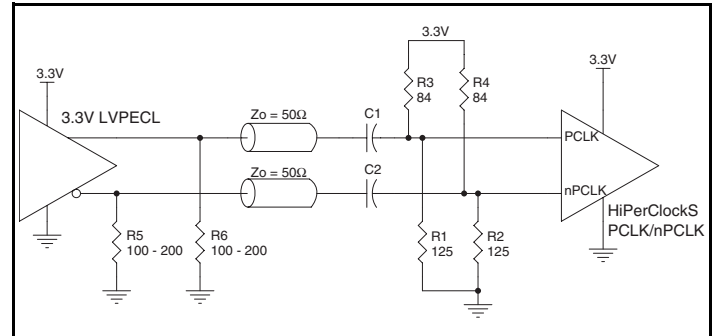 3.3V
3.3V
3.3V
R3
84
R4
84
3.3V LVPECL
Zo = 50Ω
C1
PCLK
Zo = 50Ω
C2
nPCLK
HiPerClockS
PCLK/nPCLK
R5
100 - 200
R6
100 - 200
R1
125
R2
125